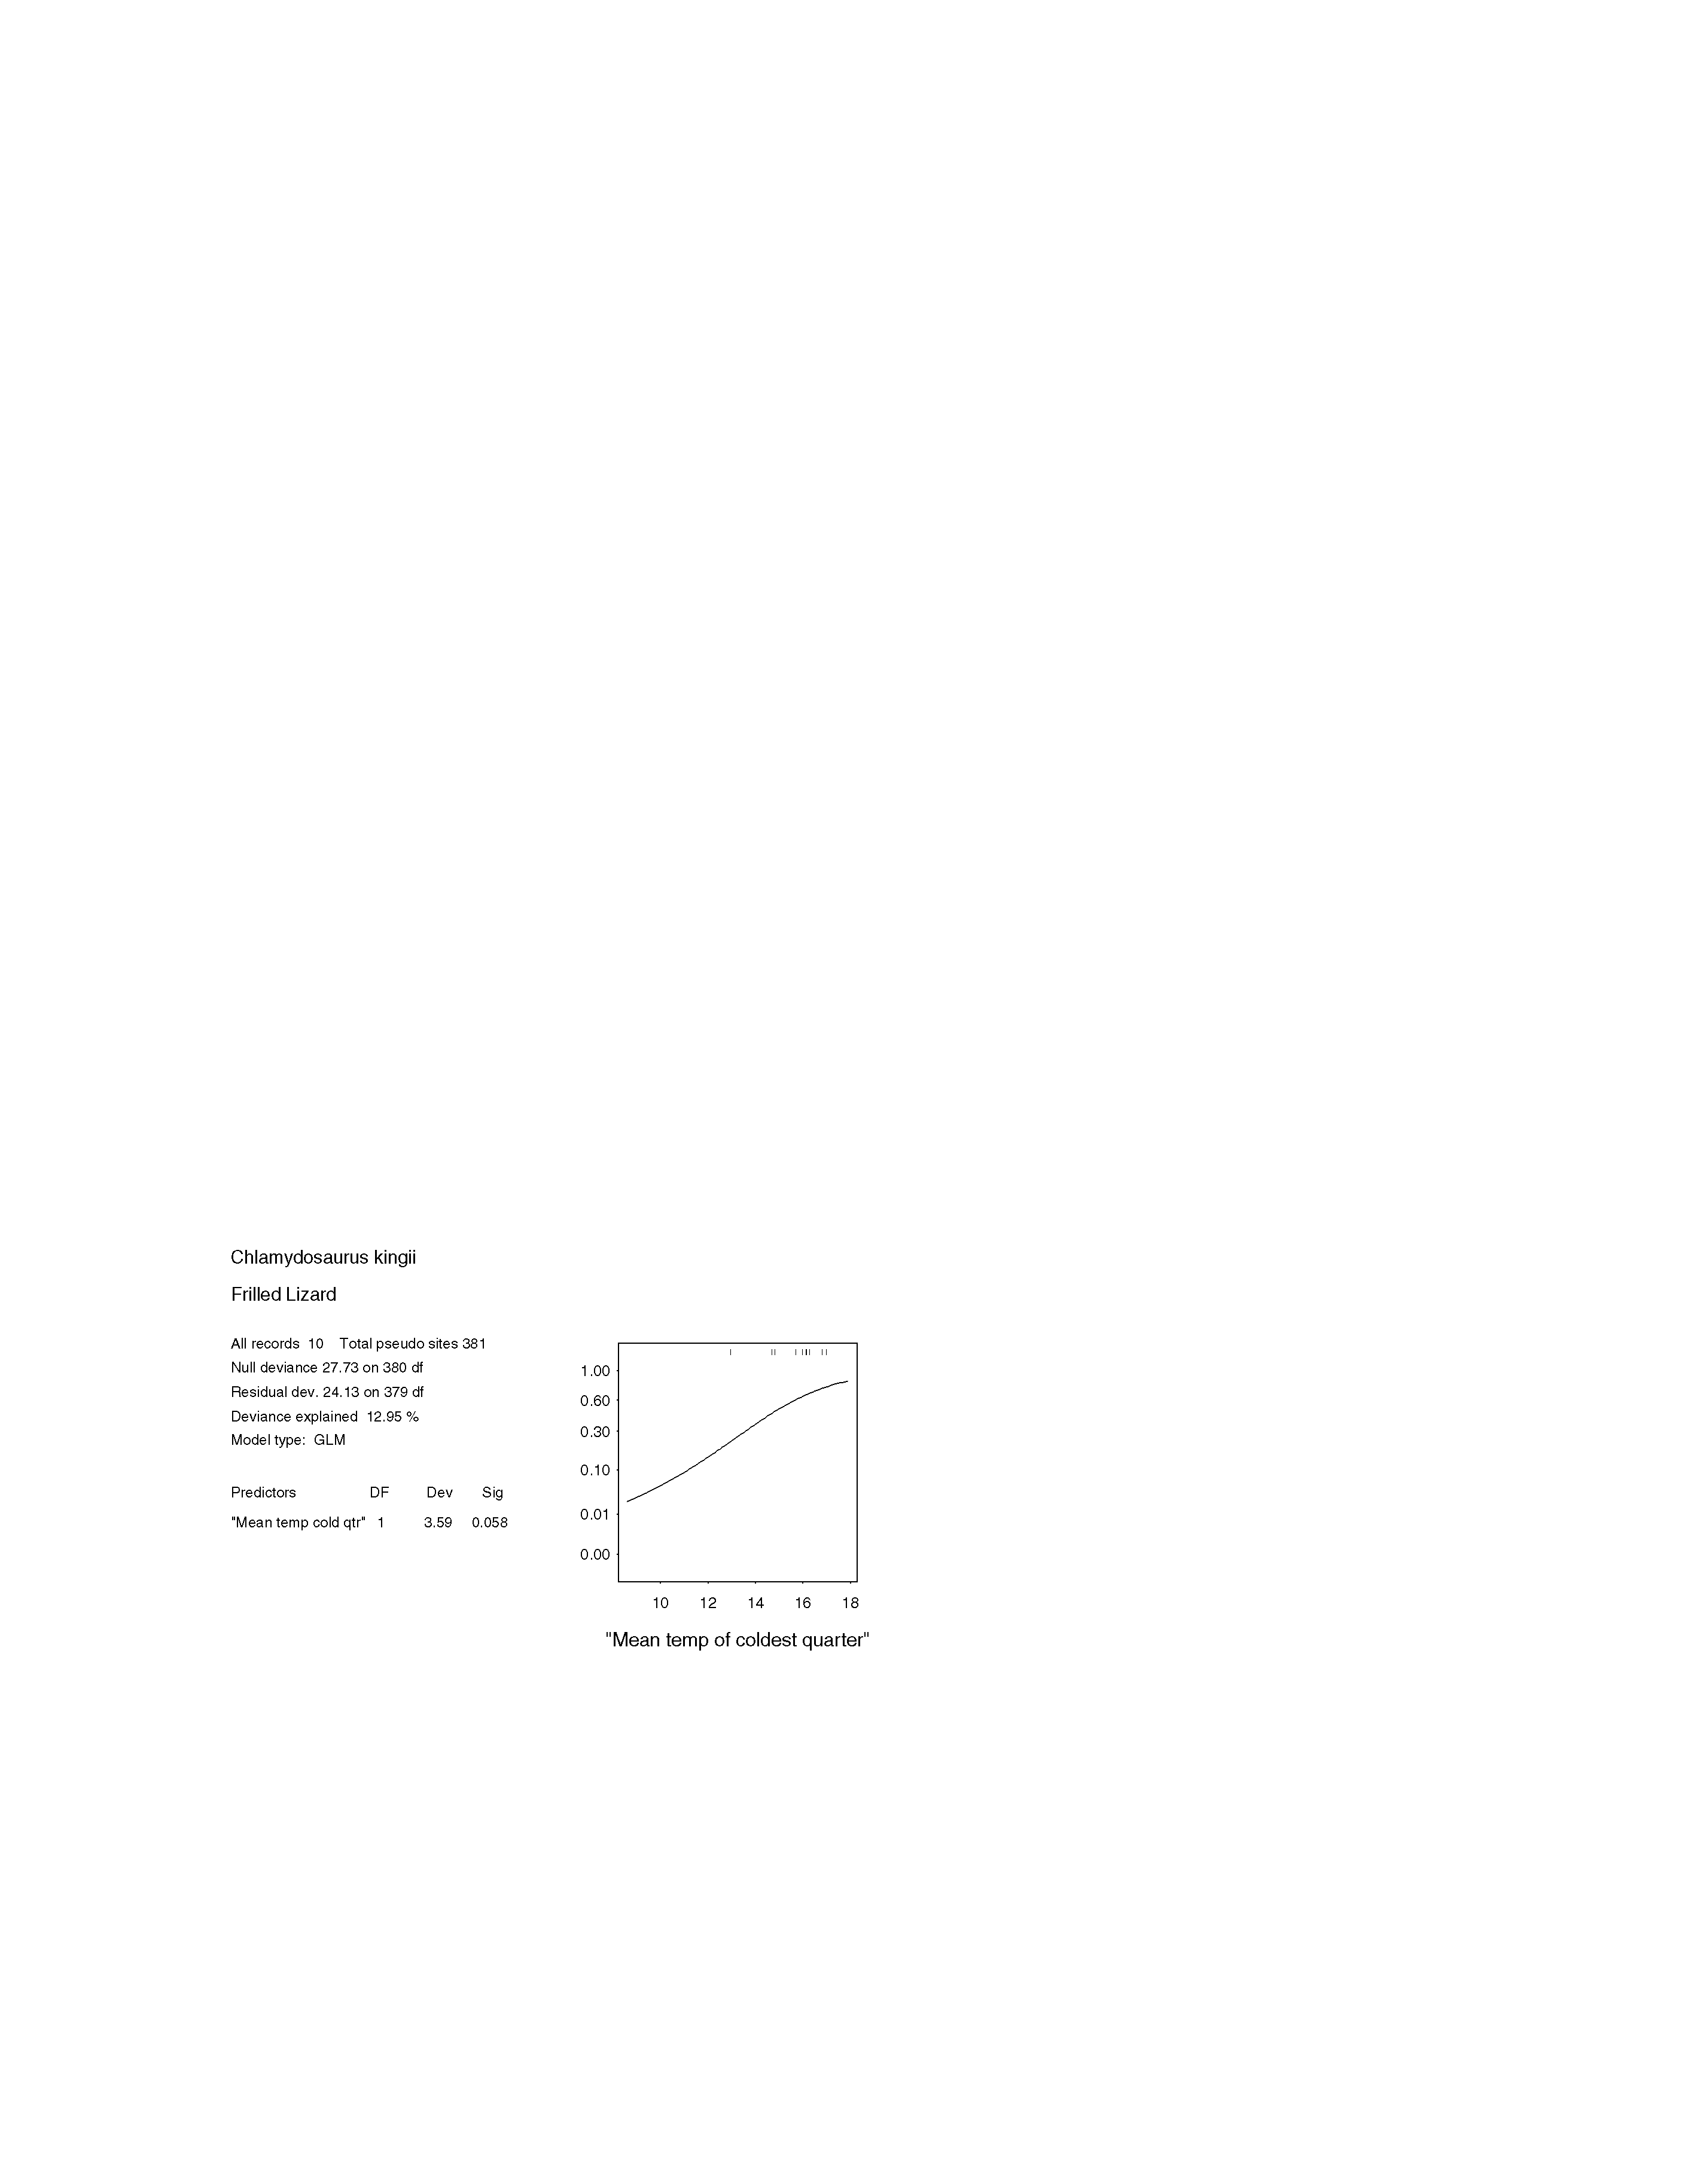 Chlamydosaurus kingii
Frilled Lizard
All records 10 Total pseudo sites 381
Null deviance 27.73 on 380 df
Residual dev. 24.13 on 379 df
Deviance explained 12.95 %
Model type: GLM
Predictors DF Dev Sig
"Mean temp cold qtr" 1 3.59 0.058
1.00
0.60
0.30
0.10
0.01
0.00
10 12 14 16 18
"Mean temp of coldest quarter"